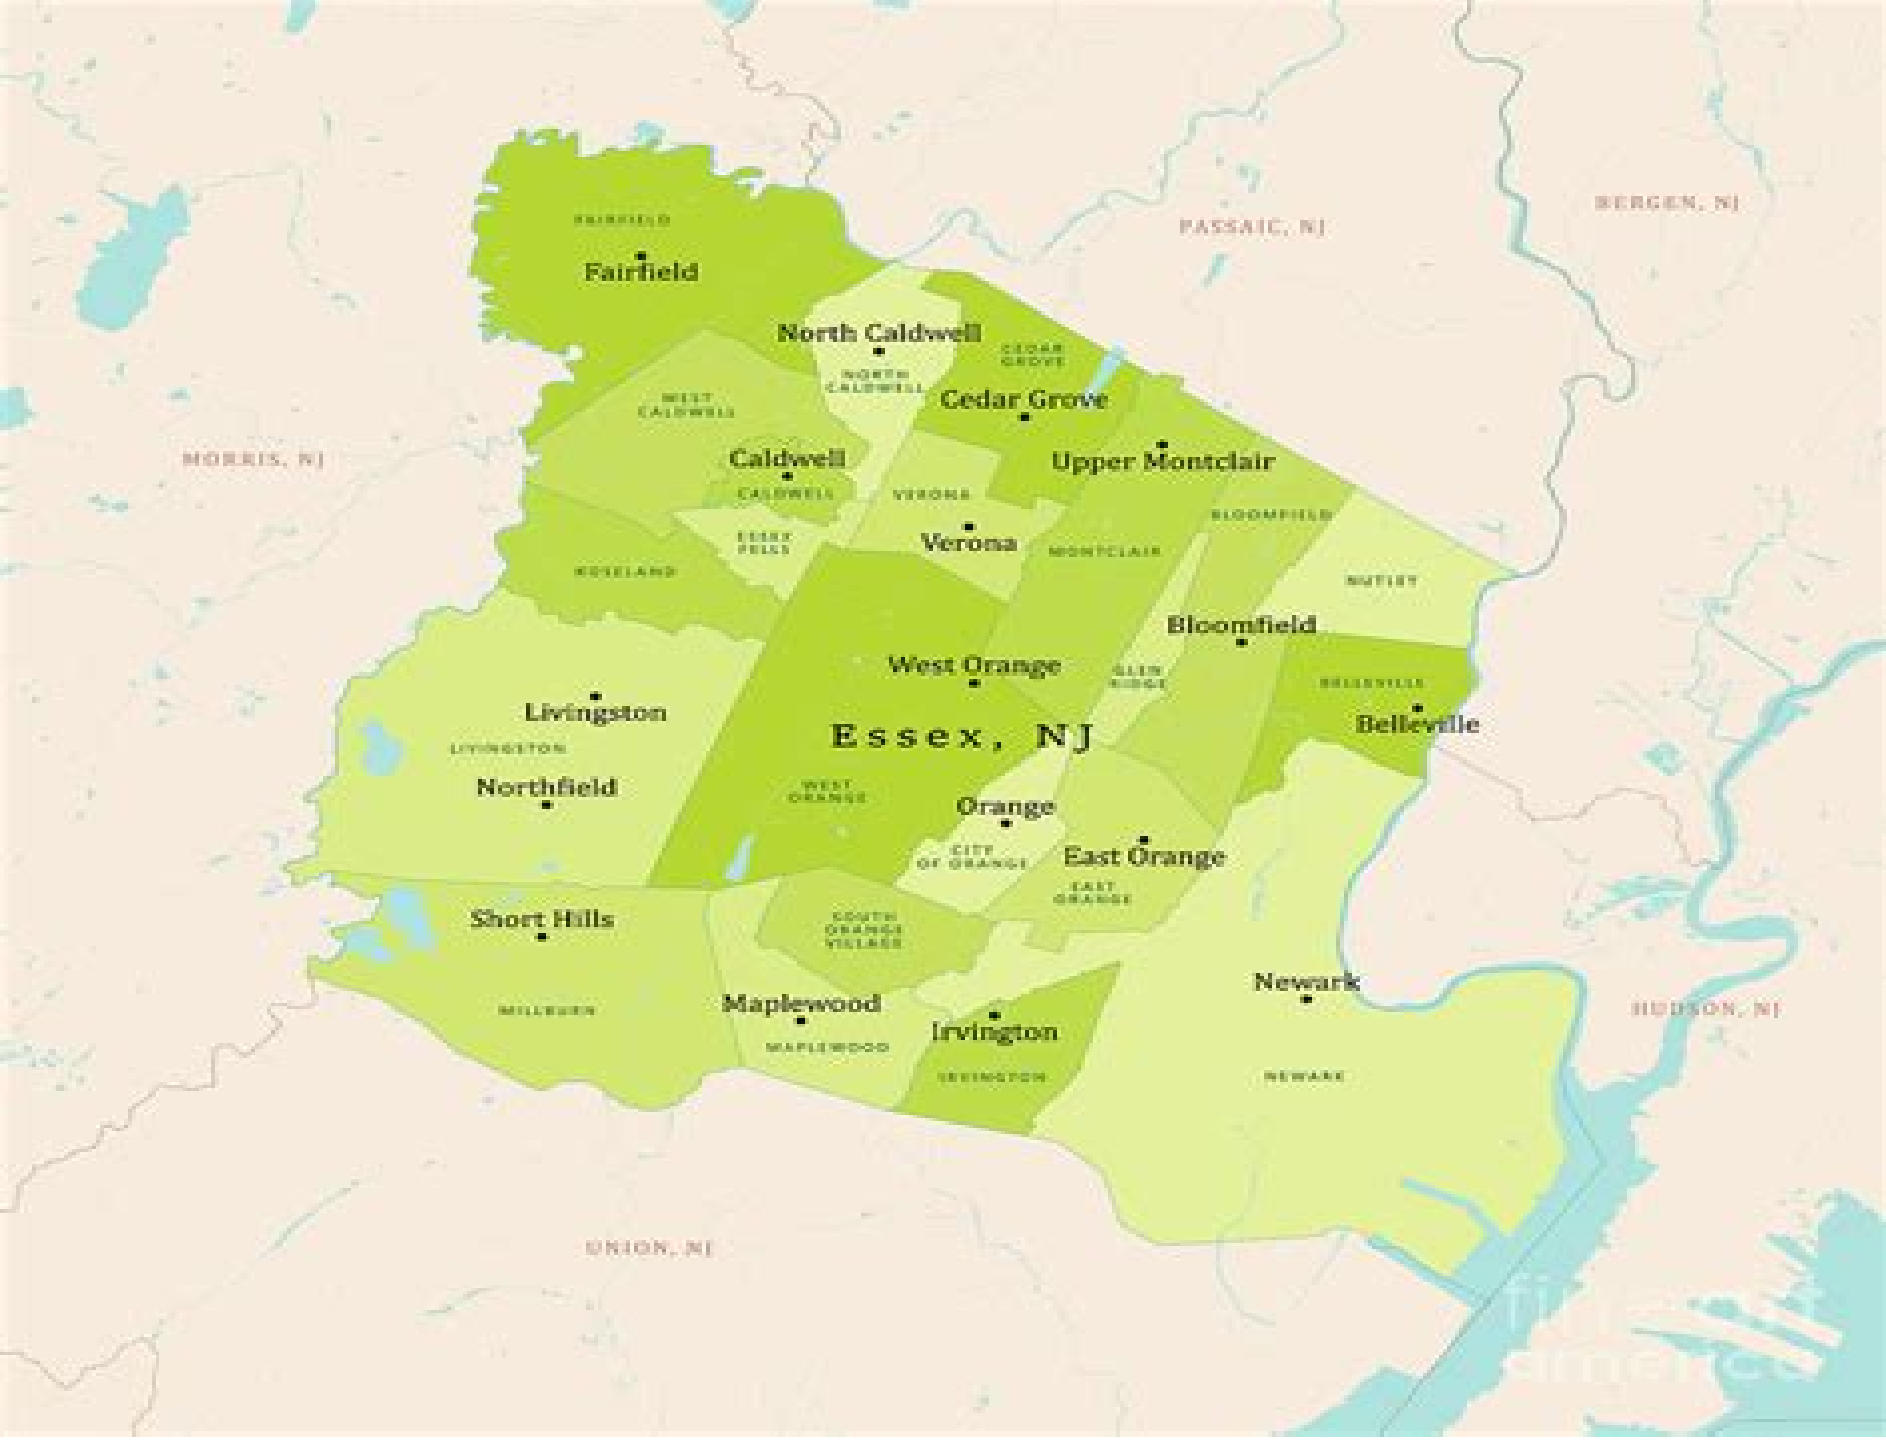 BERGEN, NJ
PASSAIC, NJ
FAIRFIELD
Fairfield
North Caldwell
CEDAR
GROVE
NORTH
CALDWELL
Cedar Grove
WEST
CALDWELL
MORRIS, NJ
Caldwell
CALDWELL
Upper Montclair
VERONA
BLOOMFIELD
ESSEX
FELLS
Verona
MONTCLAIR
ROSELAND
NUTLEY
Bloomfield
West Orange
GLEN
RIDGE
BELLEVILLE
Belleville
Livingston
LIVINGSTON
Essex, NJ
Northfield
WEST
ORANGE
Orange
CITY
OF ORANGE
East Orange
EAST
ORANGE
Short Hills
SOUTH
ORANGE
VILLAGE
Newark
Maplewood
MILLBURN
HUDSON, NJ
Irvington
MAPLEWOOD
IRVINGTON
NEWARK
UNION, NJ
america